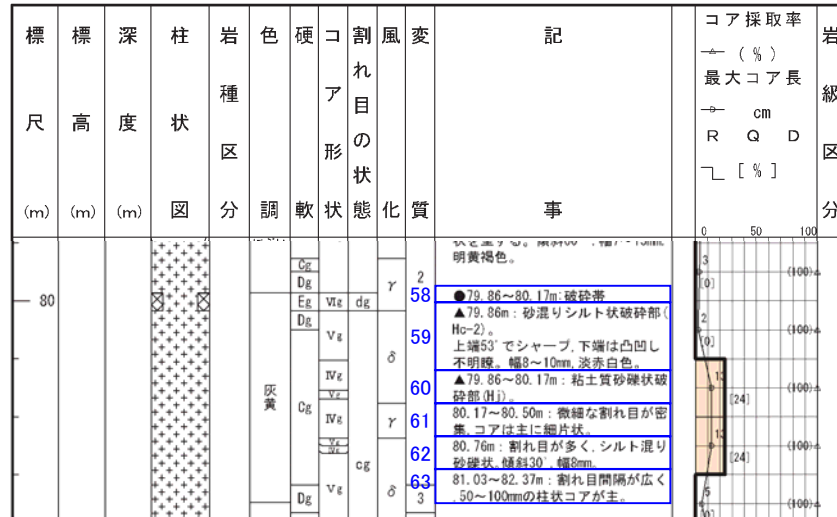 標尺(m)
標高(m)
深度(m)
柱状図
岩種区分
色調
硬軟
コア形状
割れ目の状態
風化
変質
記事
コア採取率
(%)
最大コア長
cm
R Q D
[%]
岩級区分
0 50 100
明黄褐色。
80
Cg
Dg
Eg
Dg
Cg
Dg
Ⅵg
Ⅴg
Ⅳg
Ⅴg
Ⅳg
Ⅴg
dg
cg
γ
δ
γ
δ
2
3
灰黄
58
●79.86～80.17m:破砕帯
59
▲79.86m:砂混りシルト状破砕部(
Hc-2)。
上端53°でシャープ,下端は凸凹し
不明瞭。幅8～10mm,淡赤白色。
60
▲79.86～80.17m:粘土質砂礫状破
砕部(Hj)。
61
80.17～80.50m:微細な割れ目が密
集,コアは主に細片状。
62
80.76m:割れ目が多く,シルト混り
砂礫状,傾斜30°,幅8mm。
63
81.03～82.37m:割れ目間隔が広く
,50～100mmの柱状コアが主。
3
[0]
(100)
2
[0]
(100)
13
[24]
(100)
13
[24]
(100)
5
[0]
(100)